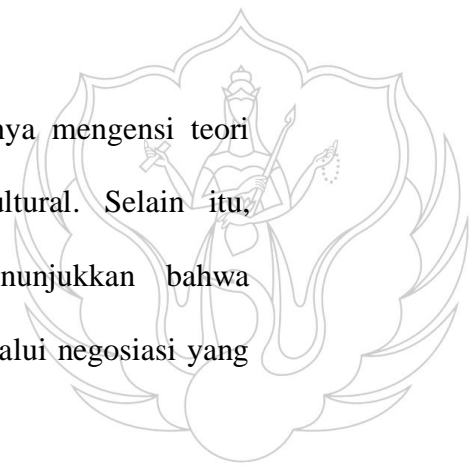 nya mengensi teori
ultural. Selain itu,
nunjukkan bahwa
alui negosiasi yang